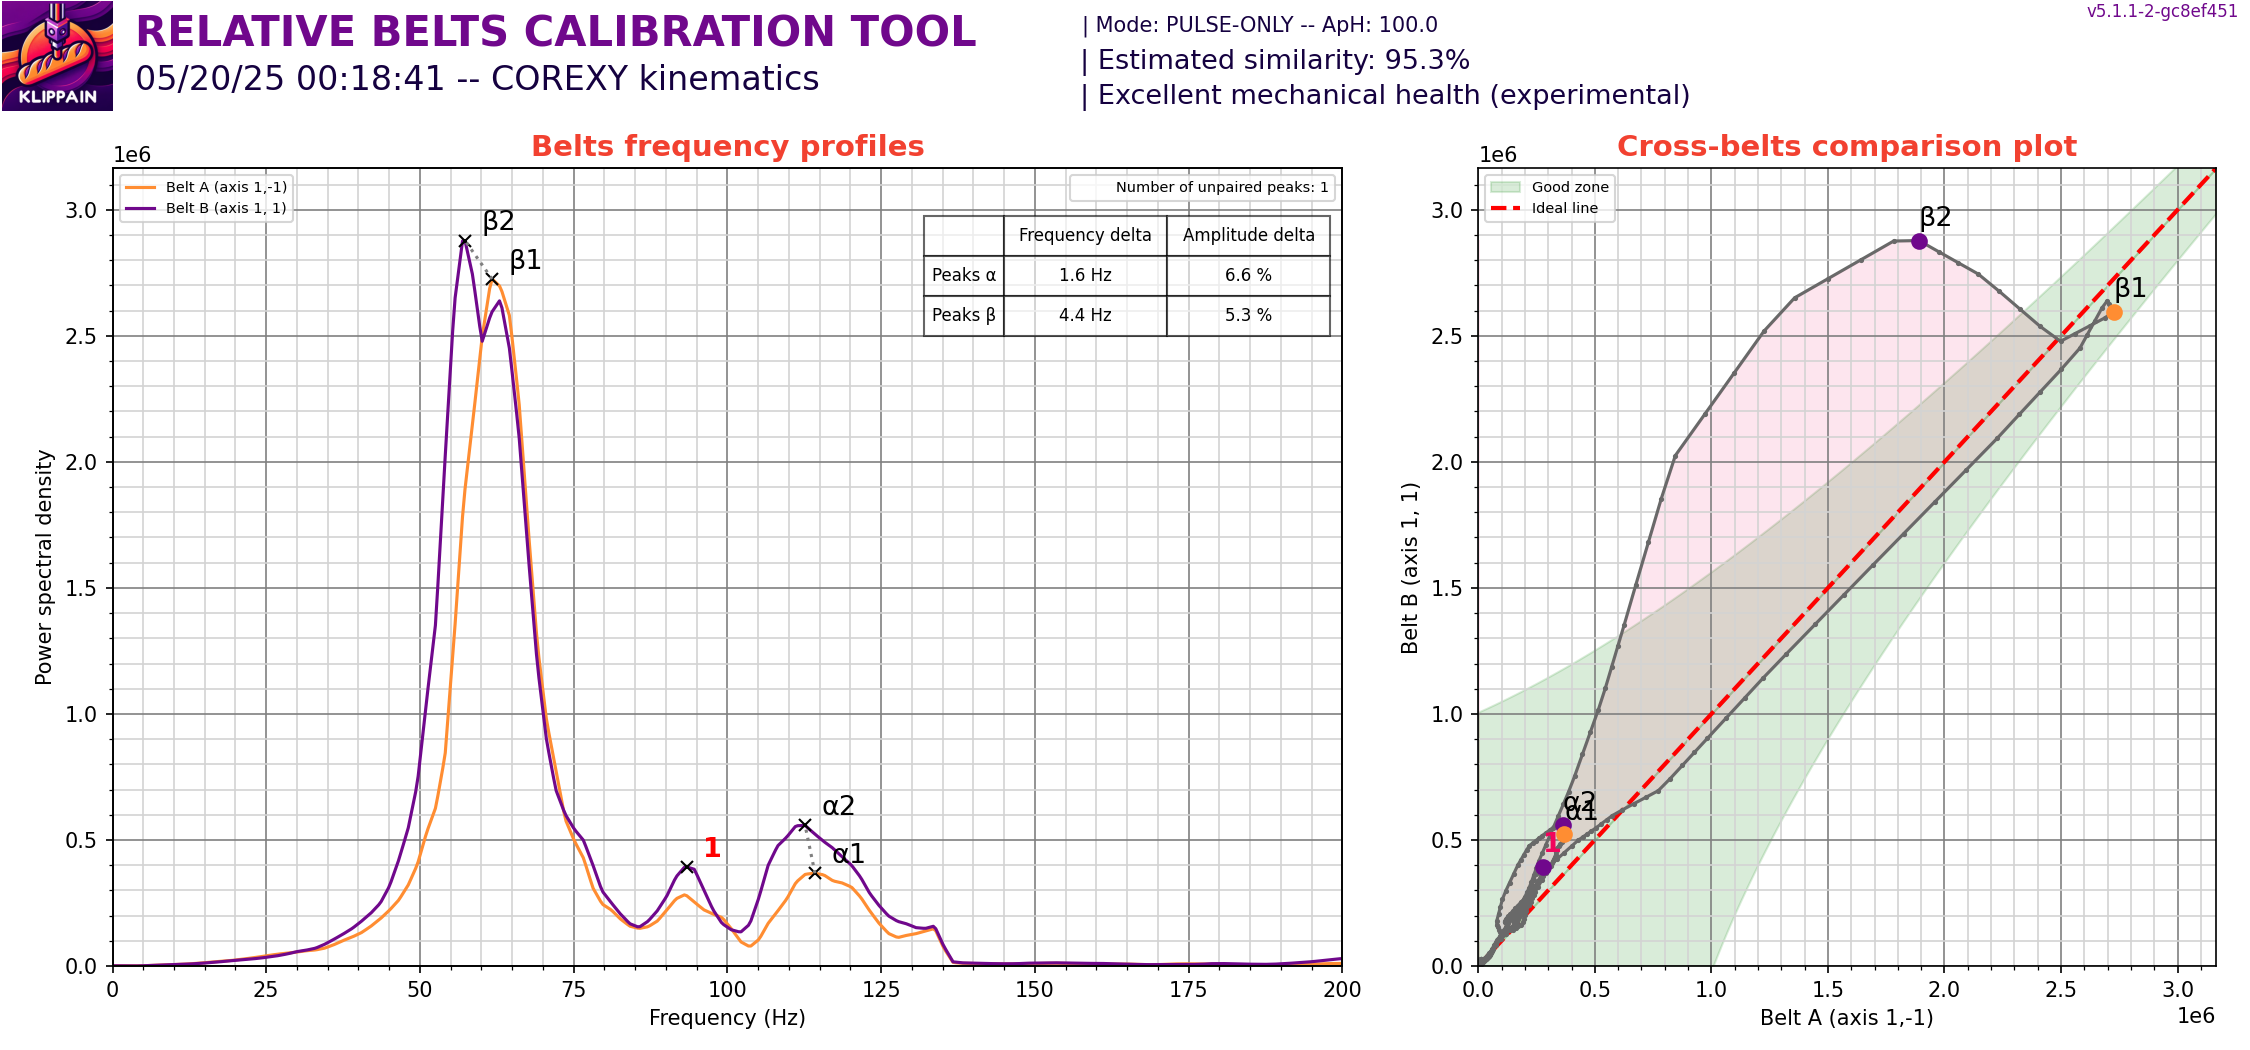 KLIPPAIN
RELATIVE BELTS CALIBRATION TOOL
05/20/25 00:18:41 -- COREXY kinematics
| Mode: PULSE-ONLY -- ApH: 100.0
| Estimated similarity: 95.3%
| Excellent mechanical health (experimental)
v5.1.1-2-gc8ef451
Belts frequency profiles
1e6
Belt A (axis 1,-1)
Belt B (axis 1, 1)
Number of unpaired peaks: 1
Frequency delta Amplitude delta
Peaks α 1.6 Hz 6.6 %
Peaks β 4.4 Hz 5.3 %
β2
β1
1
α2
α1
3.0
2.5
2.0
1.5
1.0
0.5
0.0
Power spectral density
0 25 50 75 100 125 150 175 200
Frequency (Hz)
Cross-belts comparison plot
1e6
Good zone
Ideal line
β2
β1
α2
α1
1
3.0
2.5
2.0
1.5
1.0
0.5
0.0
Belt B (axis 1, 1)
0.0 0.5 1.0 1.5 2.0 2.5 3.0
Belt A (axis 1,-1)
1e6